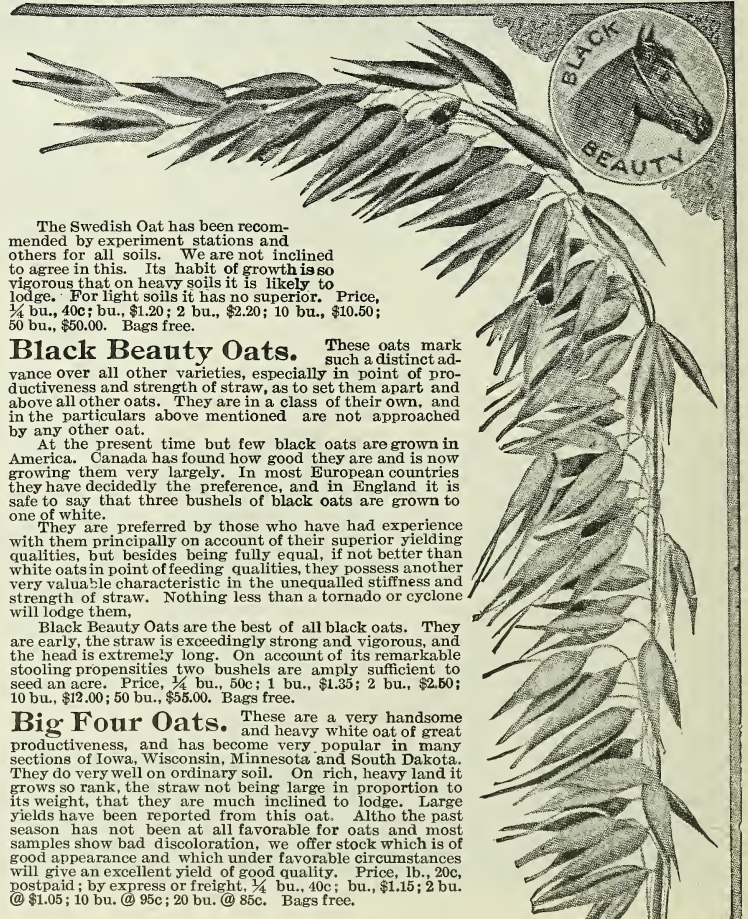 BLACK
BEAUTY
The Swedish Oat has been recom-
mended by experiment stations and
others for all soils. We are not inclined
to agree in this. Its habit of growth is so
vigorous that on heavy soils it is likely to
lodge. For light soils it has no superior. Price,
¼ bu., 40c; bu., $1.20; 2 bu., $2.20; 10 bu., $10.50;
50 bu., $50.00. Bags free.
Black Beauty Oats. These oats mark
such a distinct ad-
vance over all other varieties, especially in point of pro-
ductiveness and strength of straw, as to set them apart and
above all other oats. They are in a class of their own, and
in the particulars above mentioned are not approached
by any other oat.
At the present time but few black oats are grown in
America. Canada has found how good they are and is now
growing them very largely. In most European countries
they have decidedly the preference, and in England it is
safe to say that three bushels of black oats are grown to
one of white.
They are preferred by those who have had experience
with them principally on account of their superior yielding
qualities, but besides being fully equal, if not better than
white oats in point of feeding qualities, they possess another
very valuable characteristic in the unequalled stiffness and
strength of straw. Nothing less than a tornado or cyclone
will lodge them,
Black Beauty Oats are the best of all black oats. They
are early, the straw is exceedingly strong and vigorous, and
the head is extremely long. On account of its remarkable
stooling propensities two bushels are amply sufficient to
seed an acre. Price, ¼ bu., 50c; 1 bu., $1.35; 2 bu., $2.50;
10 bu., $12.00; 50 bu., $55.00. Bags free.
Big Four Oats. These are a very handsome
and heavy white oat of great
productiveness, and has become very popular in many
sections of Iowa, Wisconsin, Minnesota and South Dakota.
They do very well on ordinary soil. On rich, heavy land it
grows so rank, the straw not being large in proportion to
its weight, that they are much inclined to lodge. Large
yields have been reported from this oat. Altho the past
season has not been at all favorable for oats and most
samples show bad discoloration, we offer stock which is of
good appearance and which under favorable circumstances
will give an excellent yield of good quality. Price, lb., 20c,
postpaid; by express or freight, ¼ bu., 40c; bu., $1.15; 2 bu.
@ $1.05; 10 bu. @ 95c; 20 bu. @ 85c. Bags free.